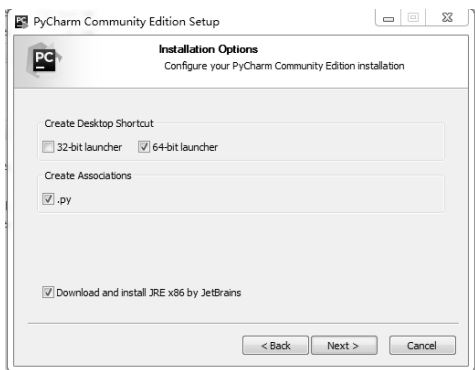 PyCharm Community Edition Setup
PC
Installation Options
Configure your PyCharm Community Edition installation
Create Desktop Shortcut
32-bit launcher 64-bit launcher
Create Associations
.py
Download and install JRE x86 by JetBrains
< Back Next > Cancel